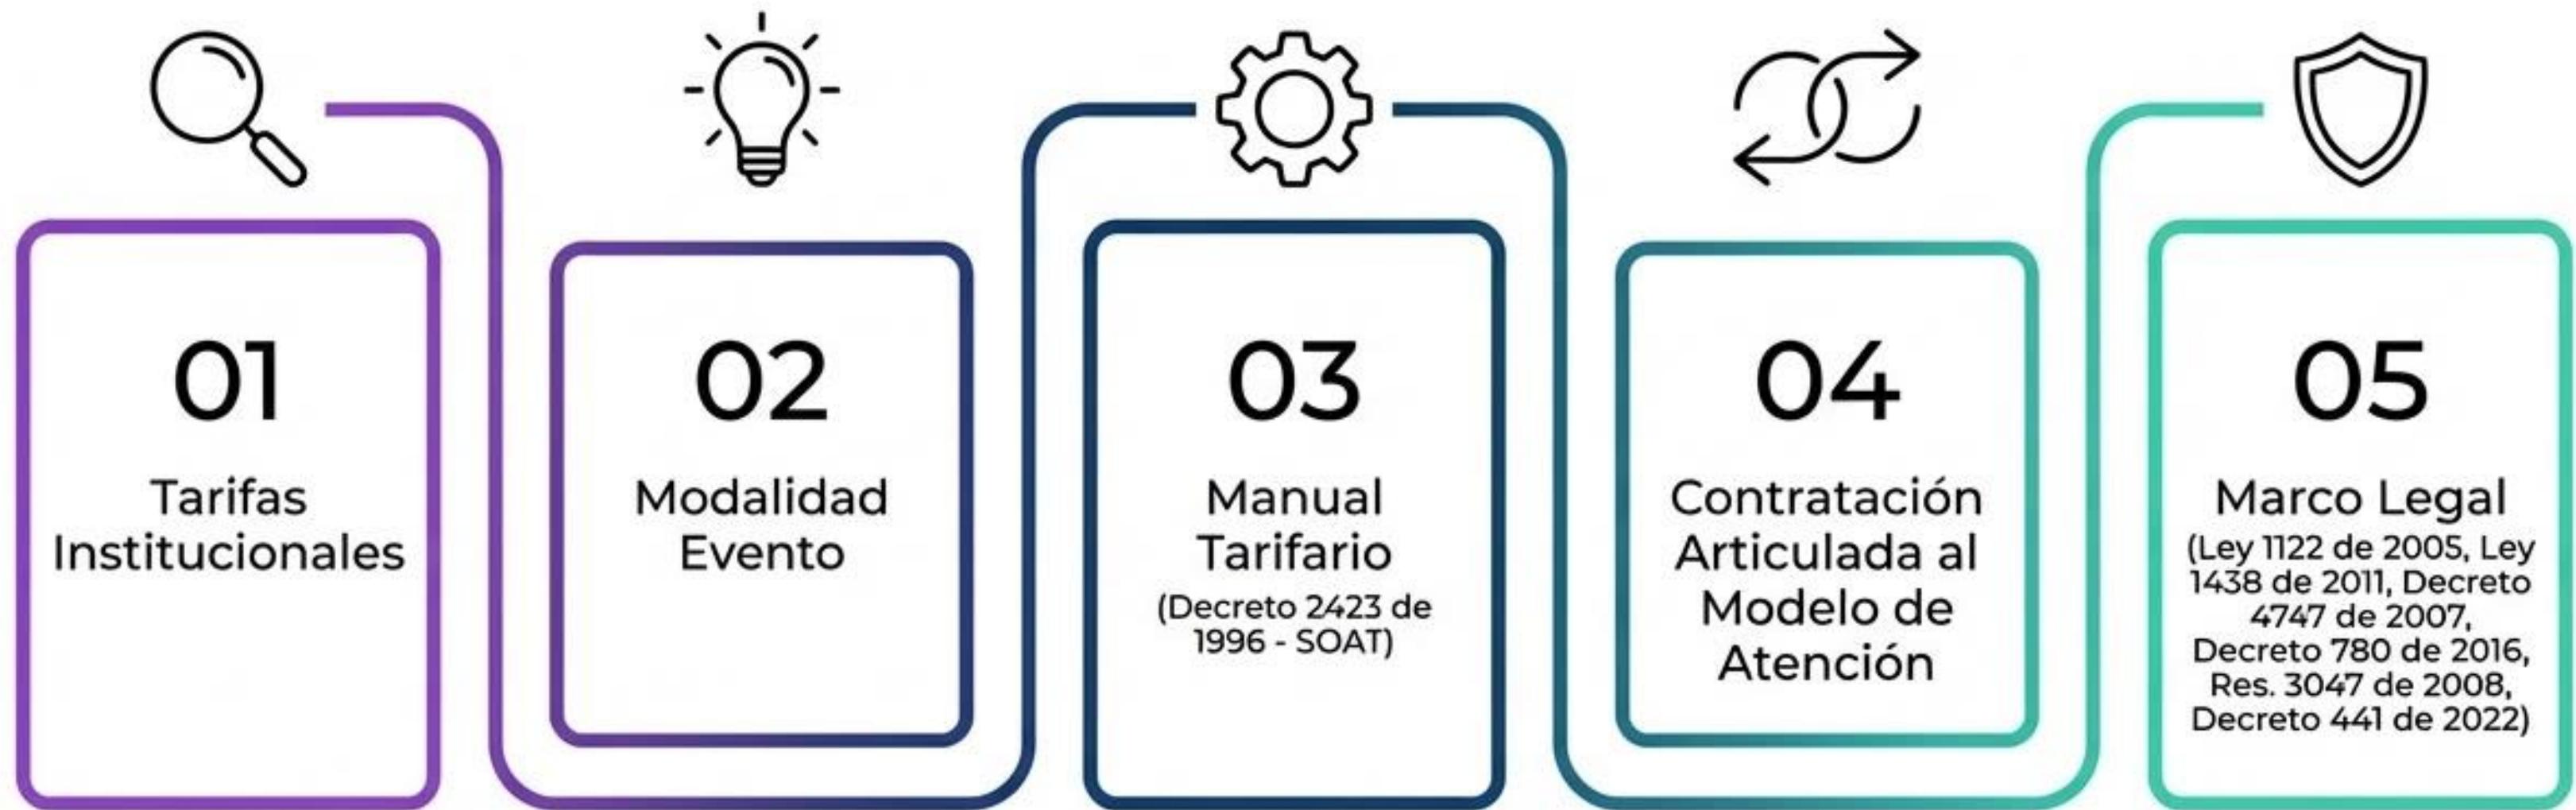 01
Tarifas
Institucionales
02
Modalidad
Evento
03
Manual
Tarifario
(Decreto 2423 de
1996 - SOAT)
04
Contratación
Articulada al
Modelo de
Atención
05
Marco Legal
(Ley 1122 de 2005, Ley
1438 de 2011, Decreto
4747 de 2007,
Decreto 780 de 2016,
Res. 3047 de 2008,
Decreto 441 de 2022)